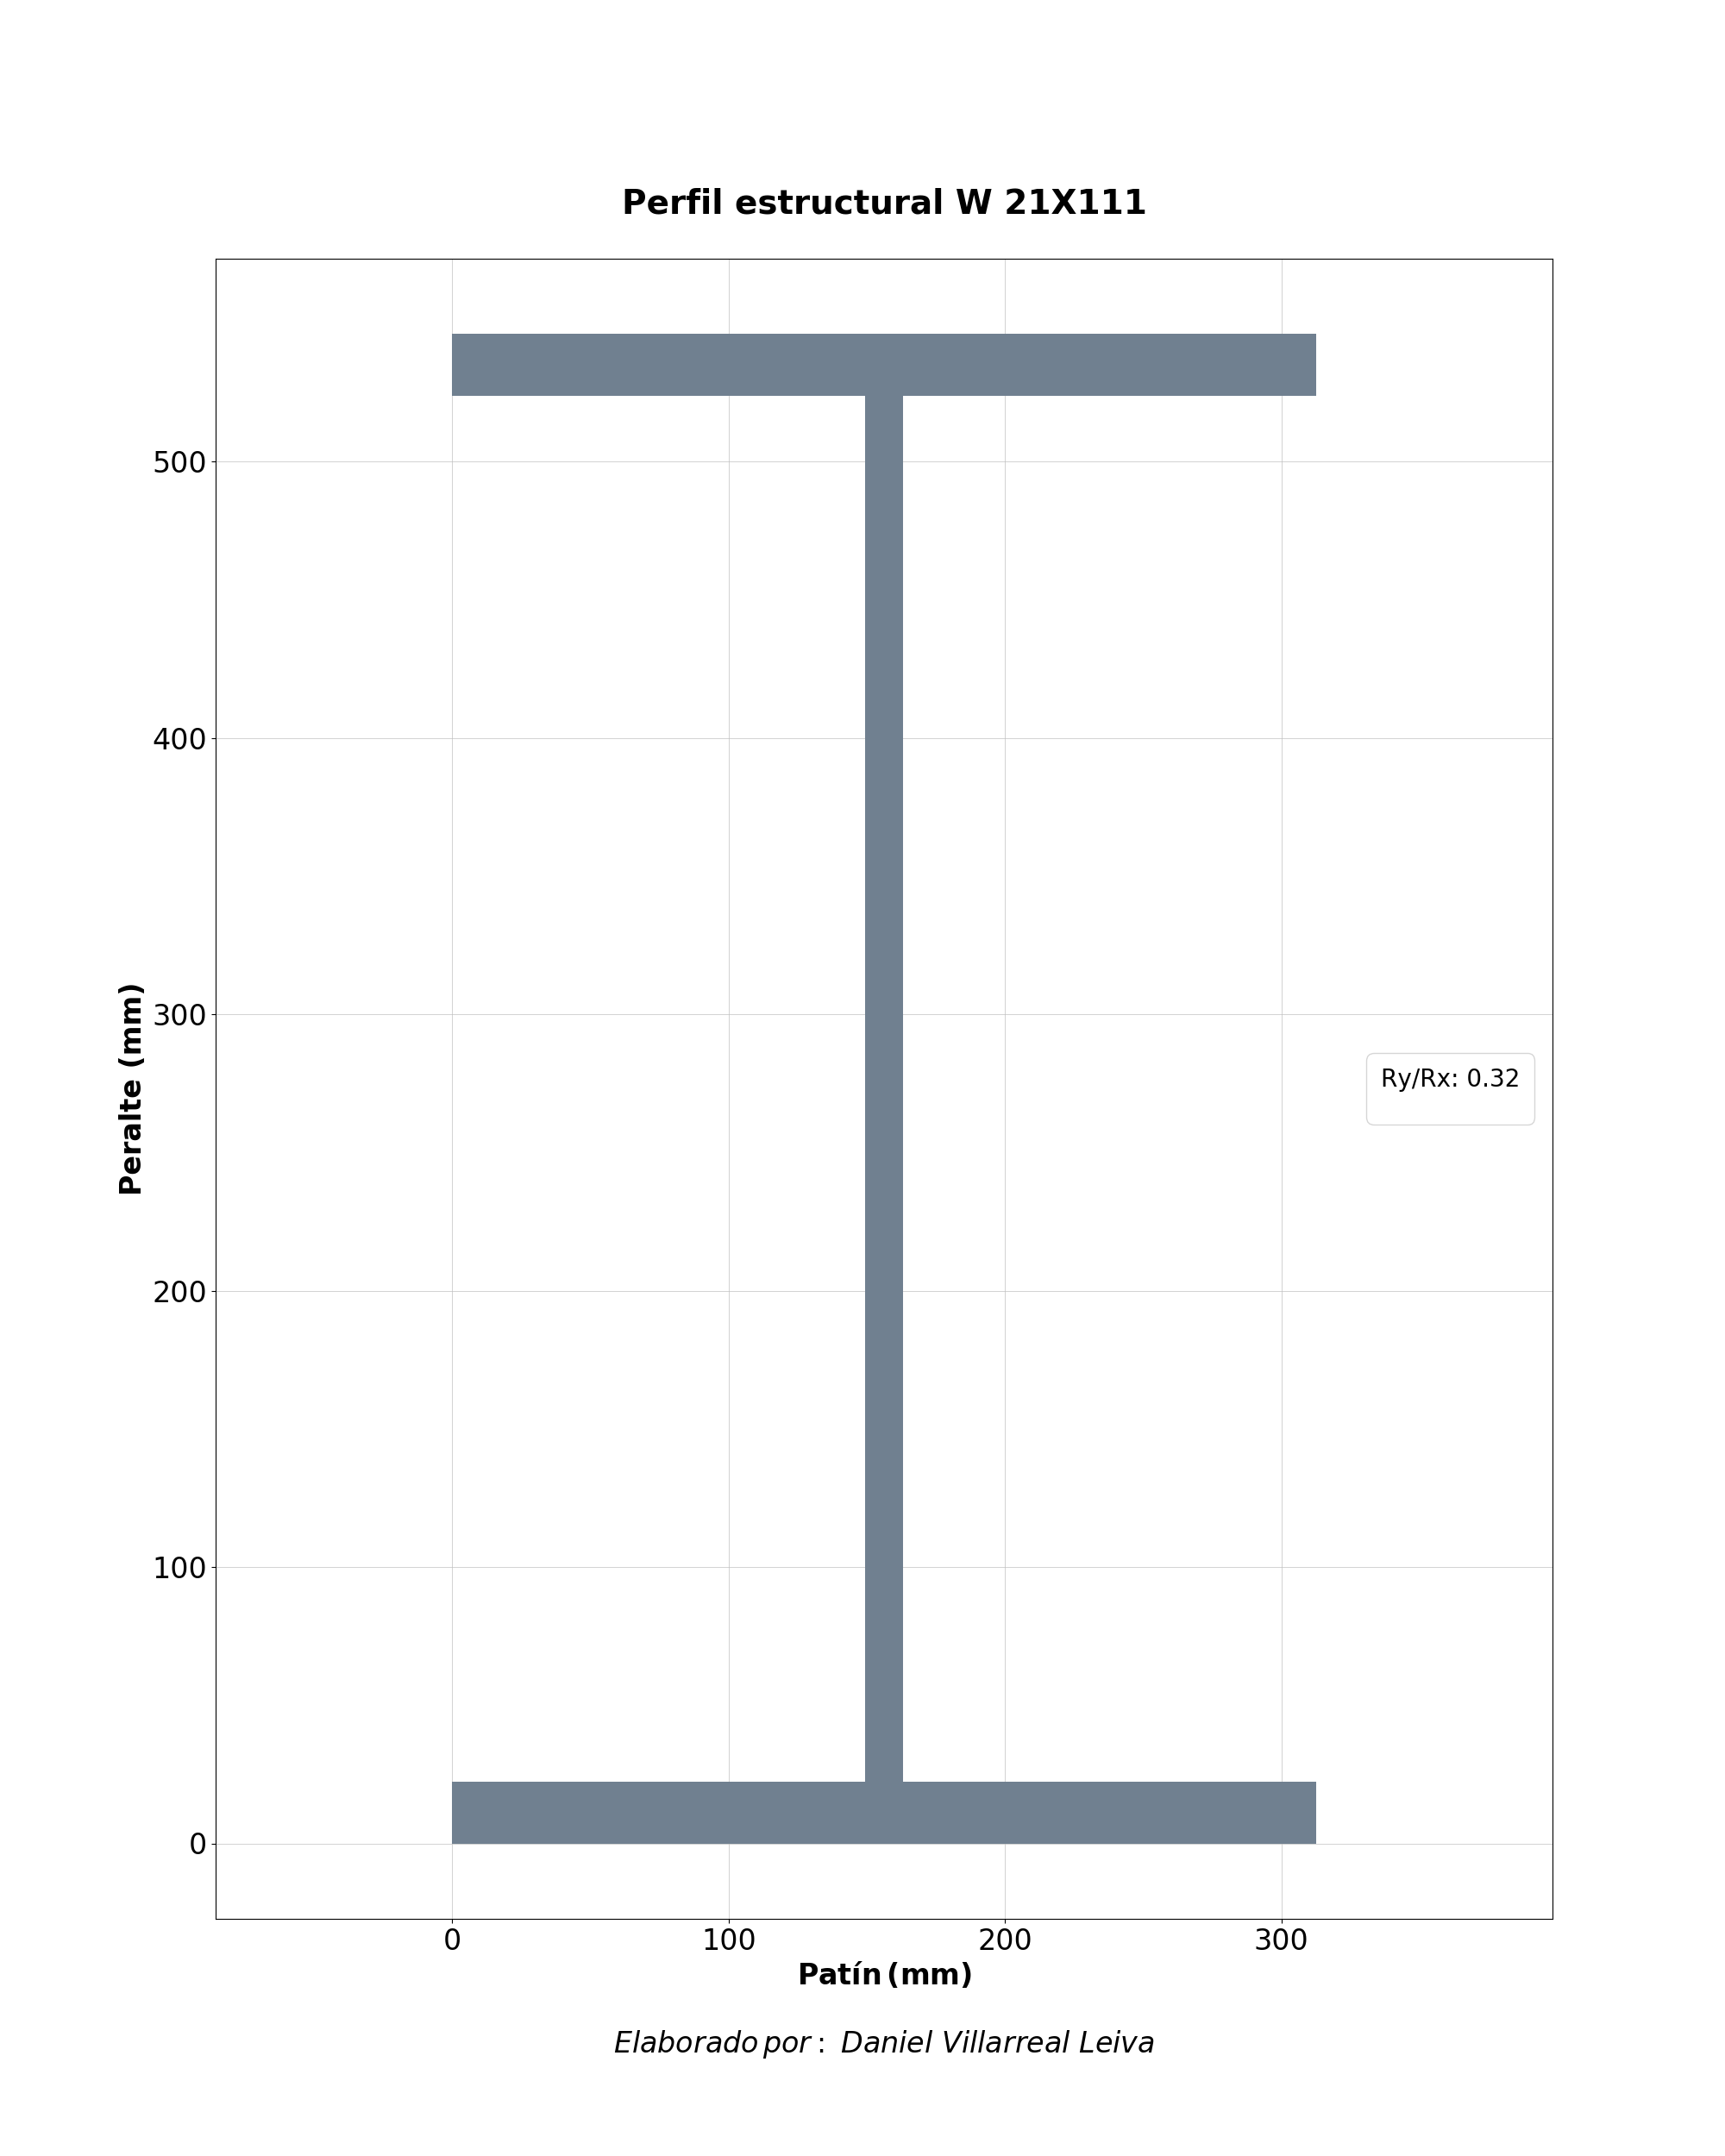 Perfil estructural W 21X111
500
400
300
200
100
0
Peralte (mm)
Ry/Rx: 0.32
0 100 200 300
Patín (mm)
Elaborado por: Daniel Villarreal Leiva